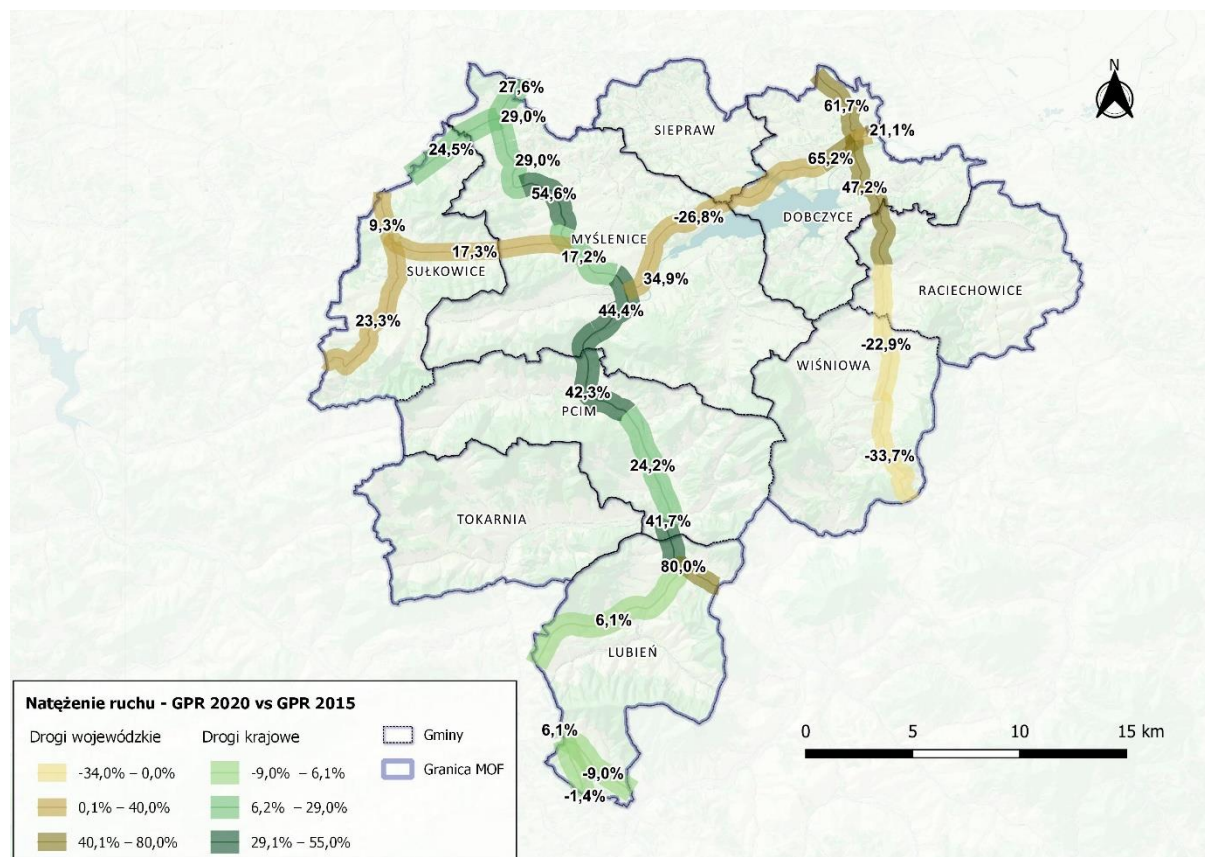 N
27,6%
29,0%
24,5%
29,0%
54,6%
SIEPRAW
61,7%
21,1%
65,2%
47,2%
-26,8%
DOBCZYCE
9,3%
17,3%
SUŁKOWICE
MYŚLENICE
17,2%
34,9%
RACIECHOWICE
44,4%
23,3%
-22,9%
WIŚNIOWA
42,3%
PCIM
24,2%
-33,7%
TOKARNIA
41,7%
80,0%
6,1%
LUBIEŃ
6,1%
-9,0%
-1,4%
Natężenie ruchu - GPR 2020 vs GPR 2015
Drogi wojewódzkie
-34,0% – 0,0%
0,1% – 40,0%
40,1% – 80,0%
Drogi krajowe
-9,0% – 6,1%
6,2% – 29,0%
29,1% – 55,0%
Gminy
Granica MOF
0 5 10 15 km